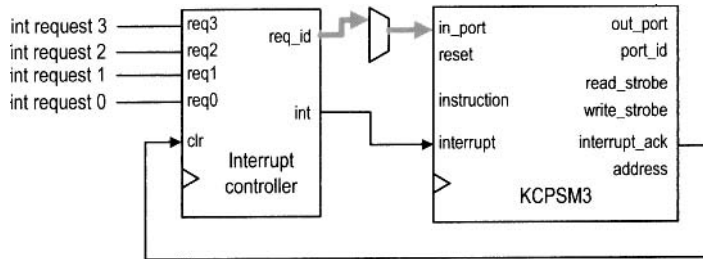 int request 3
int request 2
int request 1
int request 0
req3
req2
req1
req0
clr
req_id
int
Interrupt
controller
in_port
reset
instruction
interrupt
out_port
port_id
read_strobe
write_strobe
interrupt_ack
address
KCPSM3